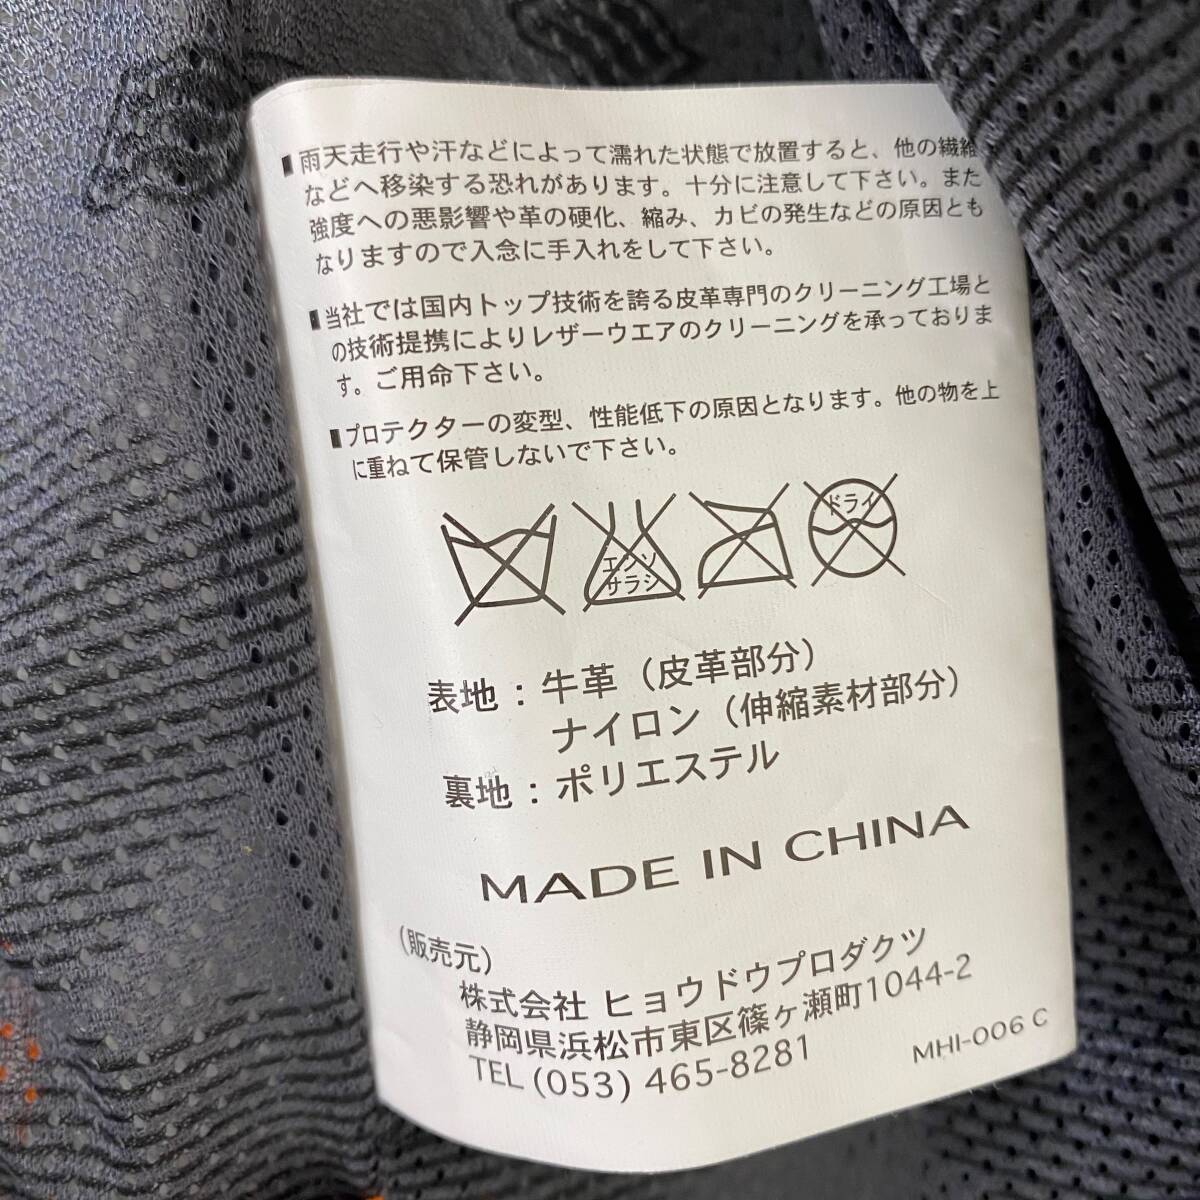 ■雨天走行や汗などによって濡れた状態で放置すると、他の繊維
などへ移染する恐れがあります。十分に注意して下さい。また
強度への悪影響や革の硬化、縮み、カビの発生などの原因とも
なりますので入念に手入れをして下さい。
■当社では国内トップ技術を誇る皮革専門のクリーニング工場と
の技術提携によりレザーウエアのクリーニングを承っておりま
す。ご用命下さい。
■プロテクターの変型、性能低下の原因となります。他の物を上
に重ねて保管しないで下さい。
エンソ
サラシ
ドライ
表地：牛革（皮革部分）
ナイロン（伸縮素材部分）
裏地：ポリエステル
MADE IN CHINA
（販売元）
株式会社 ヒョウドウプロダクツ
静岡県浜松市東区篠ヶ瀬町1044-2
TEL (053) 465-8281
MHI-006 C